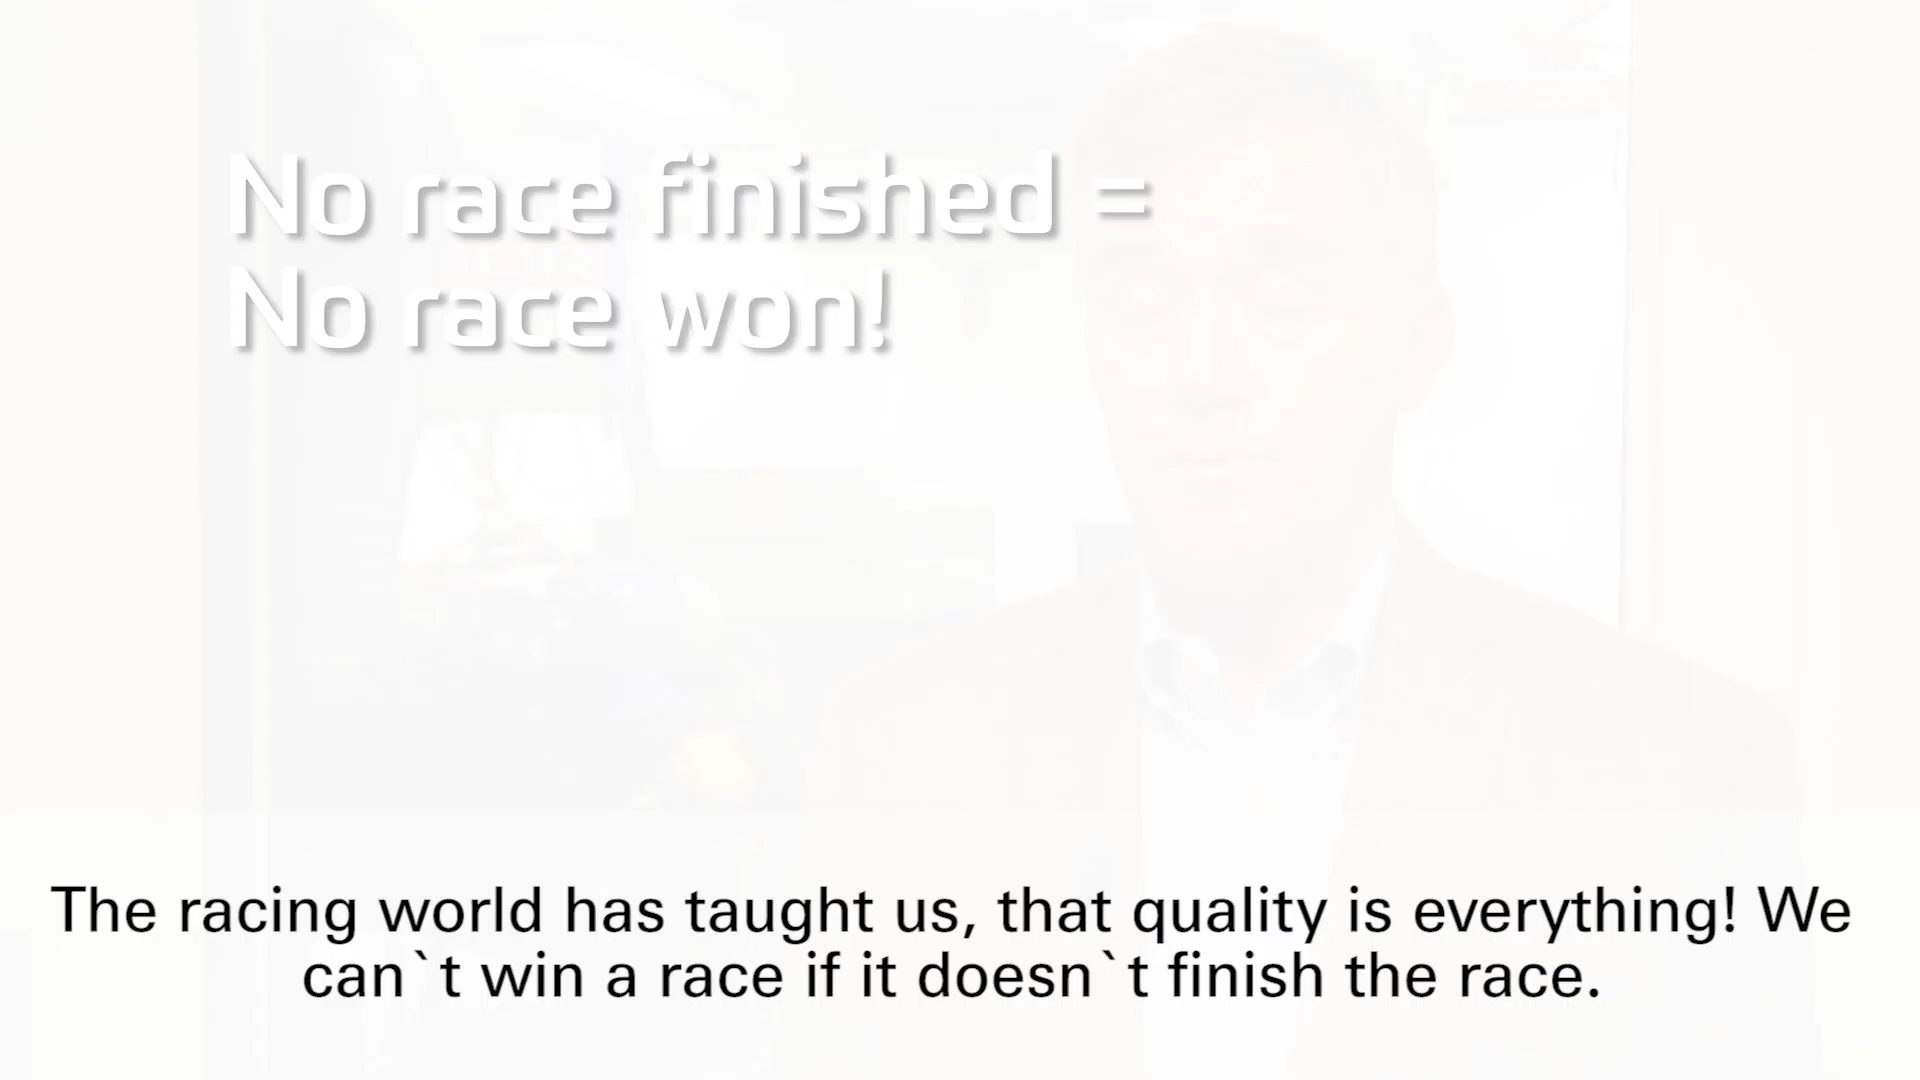 No race finished =
No race won!
The racing world has taught us, that quality is everything! We
can`t win a race if it doesn`t finish the race.